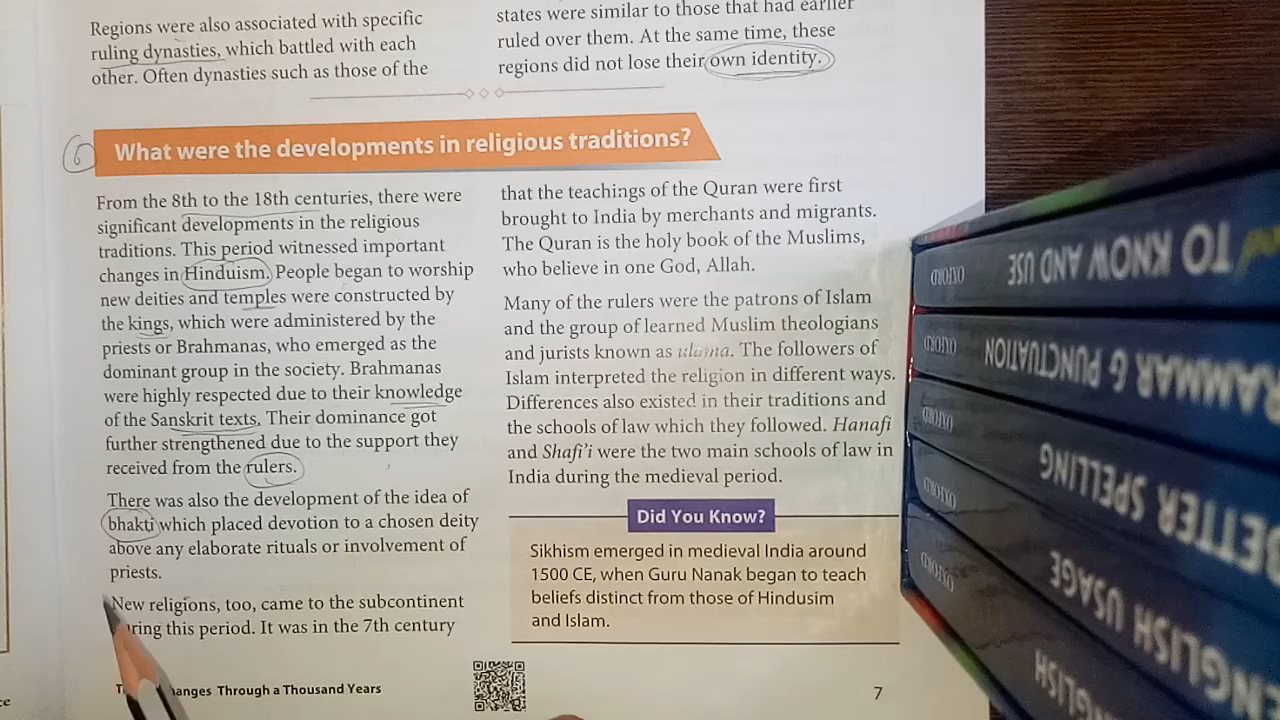 Regions were also associated with specific
ruling dynasties, which battled with each
other. Often dynasties such as those of the
states were similar to those that had earlier
ruled over them. At the same time, these
regions did not lose their own identity.
6
What were the developments in religious traditions?
From the 8th to the 18th centuries, there were
significant developments in the religious
traditions. This period witnessed important
changes in Hinduism. People began to worship
new deities and temples were constructed by
the kings, which were administered by the
priests or Brahmanas, who emerged as the
dominant group in the society. Brahmanas
were highly respected due to their knowledge
of the Sanskrit texts. Their dominance got
further strengthened due to the support they
received from the rulers.
There was also the development of the idea of
bhakti which placed devotion to a chosen deity
above any elaborate rituals or involvement of
priests.
New religions, too, came to the subcontinent
ring this period. It was in the 7th century
that the teachings of the Quran were first
brought to India by merchants and migrants.
The Quran is the holy book of the Muslims,
who believe in one God, Allah.
Many of the rulers were the patrons of Islam
and the group of learned Muslim theologians
and jurists known as ulama. The followers of
Islam interpreted the religion in different ways.
Differences also existed in their traditions and
the schools of law which they followed. Hanafi
and Shafi'i were the two main schools of law in
India during the medieval period.
Did You Know?
Sikhism emerged in medieval India around
1500 CE, when Guru Nanak began to teach
beliefs distinct from those of Hindusim
and Islam.
anges Through a Thousand Years
7
ce
TO KNOW AND USE
OXFORD
RAMMAR & PUNCTUATION
OXFORD
BETTER SPELLING
OXFORD
ENGLISH USAGE
OXFORD
ENGLISH
OXFORD